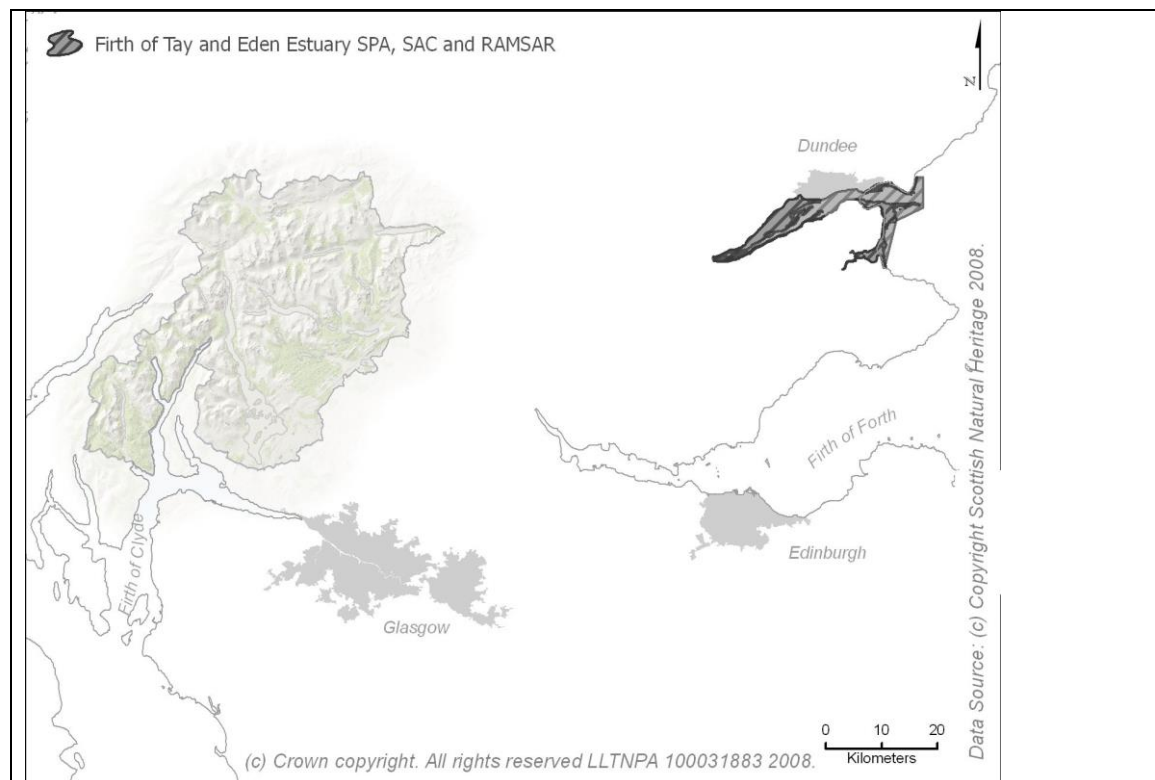 Firth of Tay and Eden Estuary SPA, SAC and RAMSAR
N
Dundee
Firth of Forth
Edinburgh
Firth of Clyde
Glasgow
0 10 20
Kilometers
(c) Crown copyright. All rights reserved LLTNPA 100031883 2008.
Data Source: (c) Copyright Scottish Natural Heritage 2008.